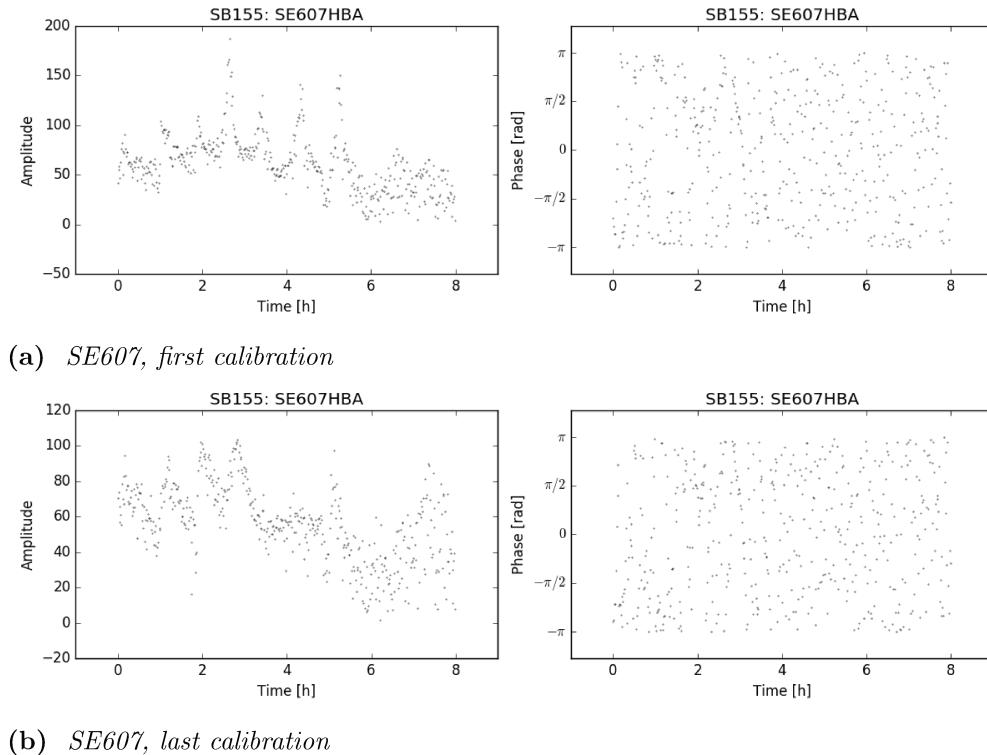 SB155: SE607HBA
200
150
100
50
0
−50
Amplitude
0 2 4 6 8
Time [h]
SB155: SE607HBA
π
π/2
0
−π/2
−π
Phase [rad]
0 2 4 6 8
Time [h]
(a) SE607, first calibration
SB155: SE607HBA
120
100
80
60
40
20
0
−20
Amplitude
0 2 4 6 8
Time [h]
SB155: SE607HBA
π
π/2
0
−π/2
−π
Phase [rad]
0 2 4 6 8
Time [h]
(b) SE607, last calibration